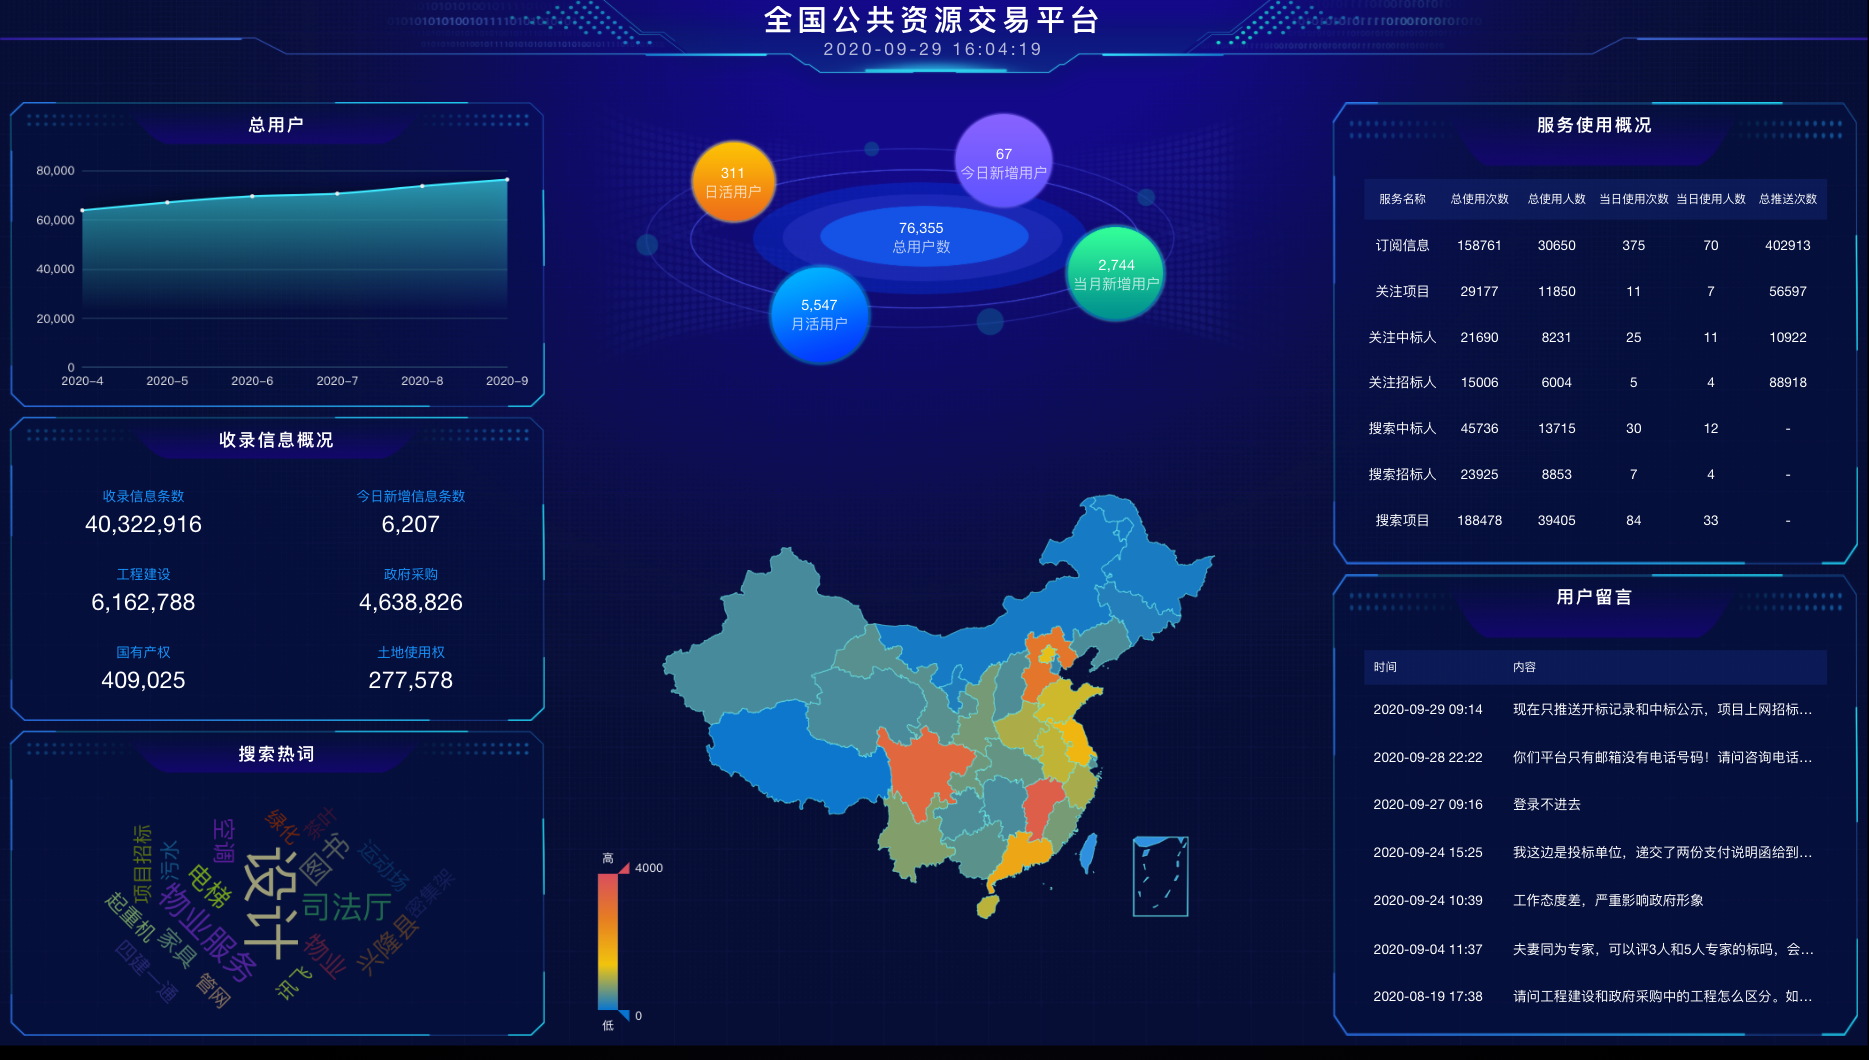 全国公共资源交易平台
2020-09-29 16:04:19
总用户
80,000
60,000
40,000
20,000
0
2020-4 2020-5 2020-6 2020-7 2020-8 2020-9
收录信息概况
收录信息条数 今日新增信息条数
40,322,916 6,207
工程建设 政府采购
6,162,788 4,638,826
国有产权 土地使用权
409,025 277,578
搜索热词
设计
司法厅
物业服务
图书
电梯
空调
绿化
茶叶
运动场
密集架
兴隆县
物业
飞讯
管网
家具
起重机
四建一通
项目招标
污水
311
日活用户
67
今日新增用户
76,355
总用户数
2,744
当月新增用户
5,547
月活用户
高
4000
0
低
服务使用概况
服务名称 总使用次数 总使用人数 当日使用次数 当日使用人数 总推送次数
订阅信息 158761 30650 375 70 402913
关注项目 29177 11850 11 7 56597
关注中标人 21690 8231 25 11 10922
关注招标人 15006 6004 5 4 88918
搜索中标人 45736 13715 30 12 -
搜索招标人 23925 8853 7 4 -
搜索项目 188478 39405 84 33 -
用户留言
时间 内容
2020-09-29 09:14 现在只推送开标记录和中标公示，项目上网招标...
2020-09-28 22:22 你们平台只有邮箱没有电话号码！请问咨询电话...
2020-09-27 09:16 登录不进去
2020-09-24 15:25 我这边是投标单位，递交了两份支付说明函给到...
2020-09-24 10:39 工作态度差，严重影响政府形象
2020-09-04 11:37 夫妻同为专家，可以评3人和5人专家的标吗，会...
2020-08-19 17:38 请问工程建设和政府采购中的工程怎么区分。如...